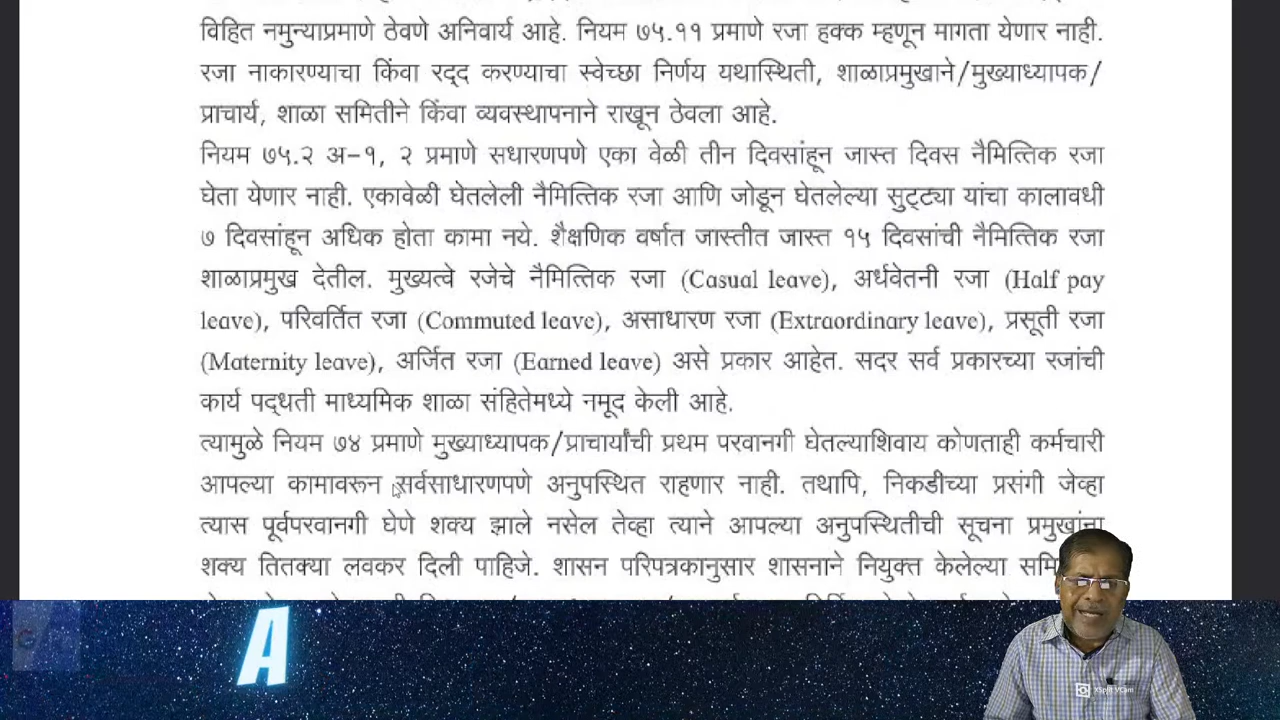 विहित नमुन्याप्रमाणे ठेवणे अनिवार्य आहे. नियम ७५.११ प्रमाणे रजा हक्क म्हणून मागता येणार नाही.
रजा नाकारण्याचा किंवा रद्द करण्याचा स्वेच्छा निर्णय यथास्थिती, शाळाप्रमुखाने/मुख्याध्यापक/
प्राचार्य, शाळा समितीने किंवा व्यवस्थापनाने राखून ठेवला आहे.
नियम ७५.२ अ-१, २ प्रमाणे सधारणपणे एका वेळी तीन दिवसांहून जास्त दिवस नैमित्तिक रजा
घेता येणार नाही. एकावेळी घेतलेली नैमित्तिक रजा आणि जोडून घेतलेल्या सुट्ट्या यांचा कालावधी
७ दिवसांहून अधिक होता कामा नये. शैक्षणिक वर्षात जास्तीत जास्त १५ दिवसांची नैमित्तिक रजा
शाळाप्रमुख देतील. मुख्यत्वे रजेचे नैमित्तिक रजा (Casual leave), अर्धवेतनी रजा (Half pay
leave), परिवर्तित रजा (Commuted leave), असाधारण रजा (Extraordinary leave), प्रसूती रजा
(Maternity leave), अर्जित रजा (Earned leave) असे प्रकार आहेत. सदर सर्व प्रकारच्या रजांची
कार्य पद्धती माध्यमिक शाळा संहितेमध्ये नमूद केली आहे.
त्यामुळे नियम ७४ प्रमाणे मुख्याध्यापक/प्राचार्यांची प्रथम परवानगी घेतल्याशिवाय कोणताही कर्मचारी
आपल्या कामावरून सर्वसाधारणपणे अनुपस्थित राहणार नाही. तथापि, निकडीच्या प्रसंगी जेव्हा
त्यास पूर्वपरवानगी घेणे शक्य झाले नसेल तेव्हा त्याने आपल्या अनुपस्थितीची सूचना प्रमुखांना
शक्य तितक्या लवकर दिली पाहिजे. शासन परिपत्रकानुसार शासनाने नियुक्त केलेल्या
A
XSplit VCam